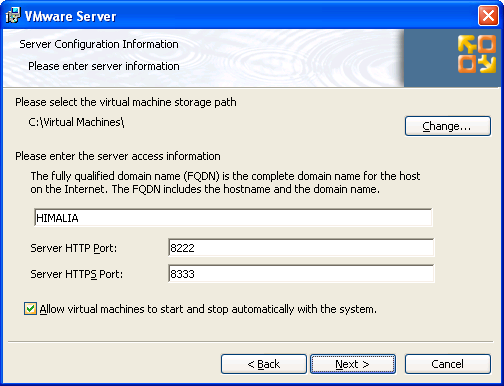 VMware Server
Server Configuration Information
Please enter server information
Please select the virtual machine storage path
C:\Virtual Machines\
Change...
Please enter the server access information
The fully qualified domain name (FQDN) is the complete domain name for the host
on the Internet. The FQDN includes the hostname and the domain name.
HIMALIA
Server HTTP Port: 8222
Server HTTPS Port: 8333
Allow virtual machines to start and stop automatically with the system.
< Back Next > Cancel